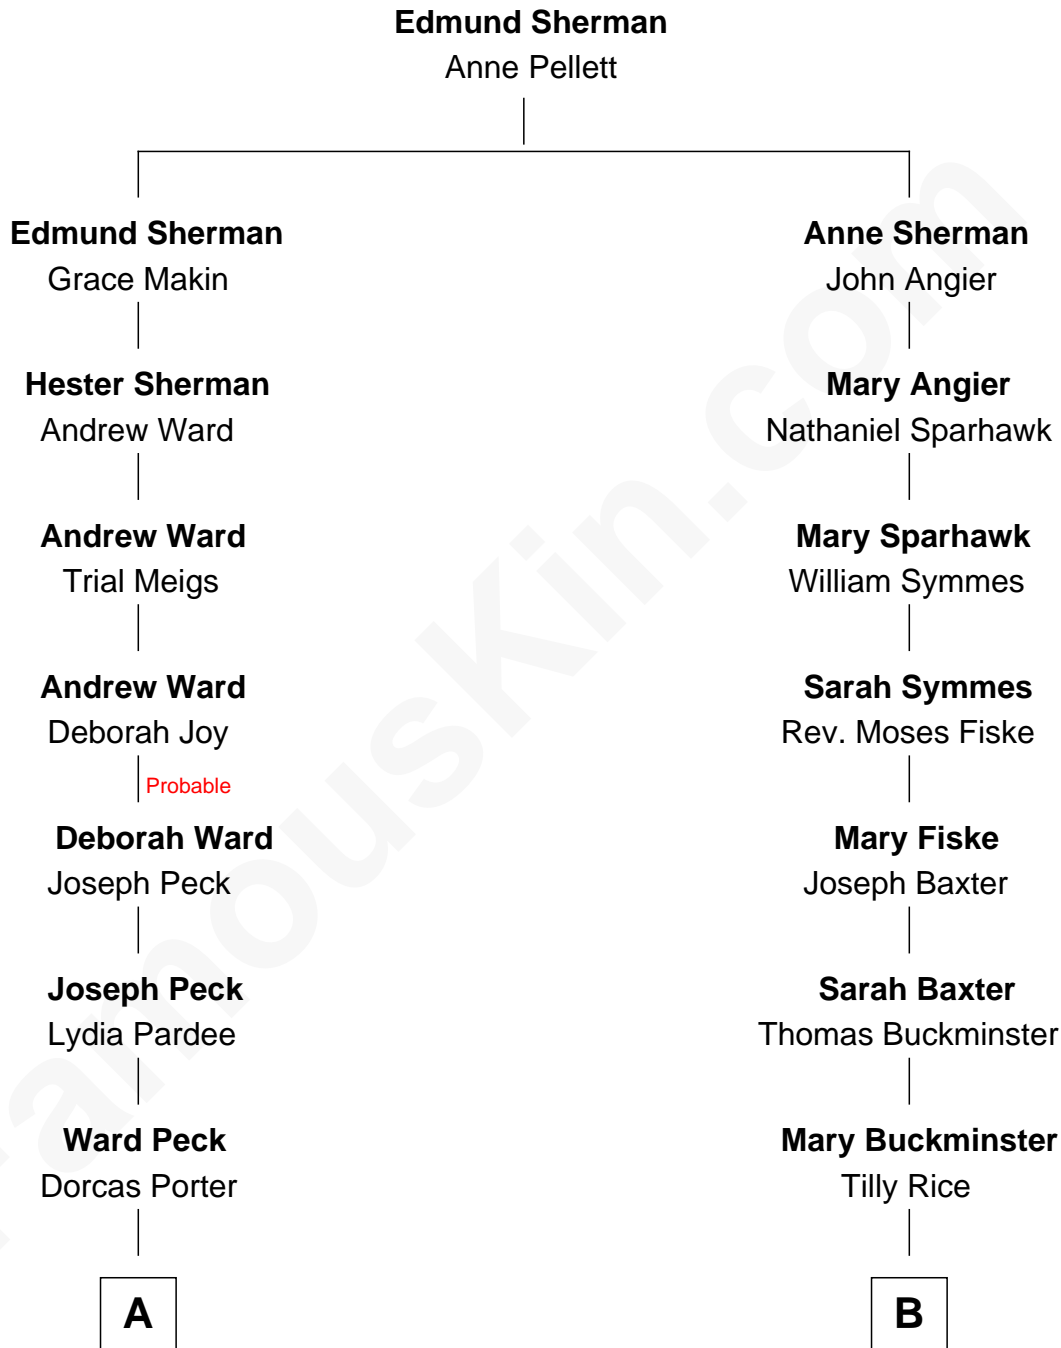 Edmund Sherman
Anne Pellett
Edmund Sherman
Grace Makin
Hester Sherman
Andrew Ward
Andrew Ward
Trial Meigs
Andrew Ward
Deborah Joy
Probable
Deborah Ward
Joseph Peck
Joseph Peck
Lydia Pardee
Ward Peck
Dorcas Porter
A
Anne Sherman
John Angier
Mary Angier
Nathaniel Sparhawk
Mary Sparhawk
William Symmes
Sarah Symmes
Rev. Moses Fiske
Mary Fiske
Joseph Baxter
Sarah Baxter
Thomas Buckminster
Mary Buckminster
Tilly Rice
B
FamousKin.com